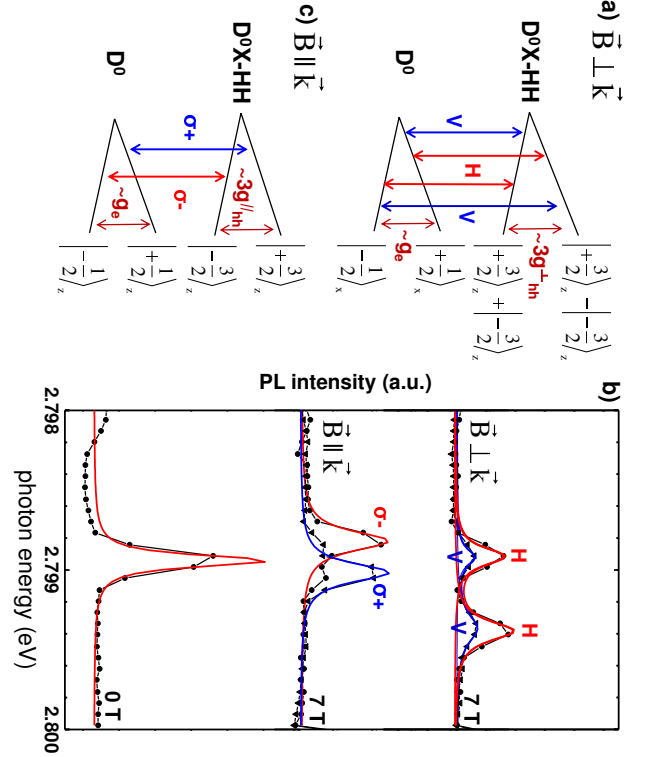 a) B⃗ ⊥ k⃗
D⁰X-HH
D⁰
V
H
V
~gₑ
~3g⊥hh
|+3/2⟩z − |−3/2⟩z
|+3/2⟩z + |−3/2⟩z
|+1/2⟩x
|−1/2⟩x
c) B⃗ ∥ k⃗
D⁰X-HH
D⁰
σ+
σ-
~gₑ
~3g//hh
|+3/2⟩z
|−3/2⟩z
|+1/2⟩z
|−1/2⟩z
b)
PL intensity (a.u.)
B⃗ ⊥ k⃗
H
V
H
V
7 T
B⃗ ∥ k⃗
σ-
σ+
7 T
0 T
2.798
2.799
2.800
photon energy (eV)